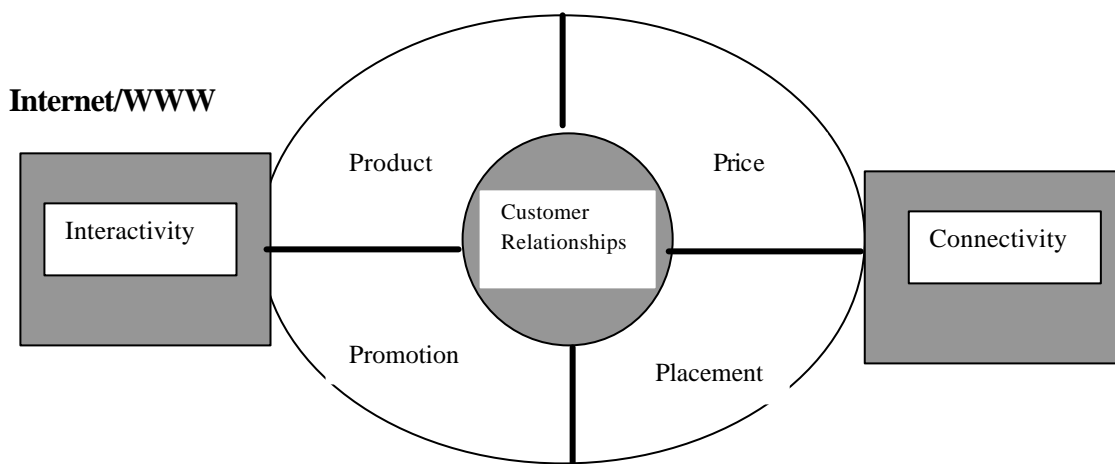 Internet/WWW
Product
Price
Interactivity
Customer
Relationships
Connectivity
Promotion
Placement